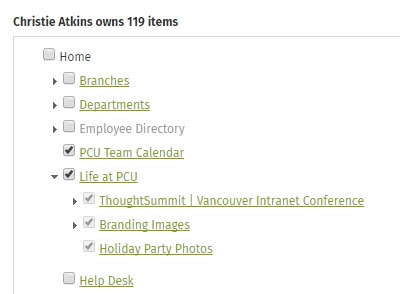 Christie Atkins owns 119 items
Home
Branches
Departments
Employee Directory
PCU Team Calendar
Life at PCU
ThoughtSummit | Vancouver Intranet Conference
Branding Images
Holiday Party Photos
Help Desk